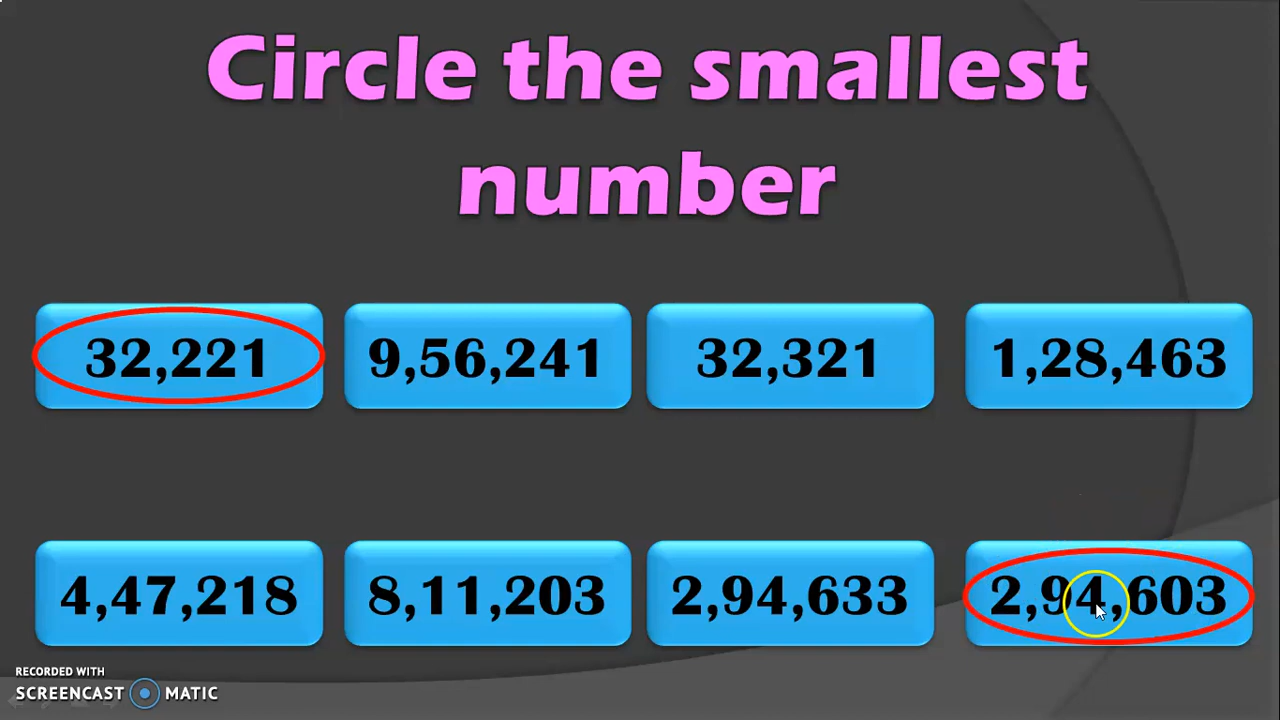 Circle the smallest
number
32,221 9,56,241 32,321 1,28,463
4,47,218 8,11,203 2,94,633 2,94,603
RECORDED WITH
SCREENCAST MATIC